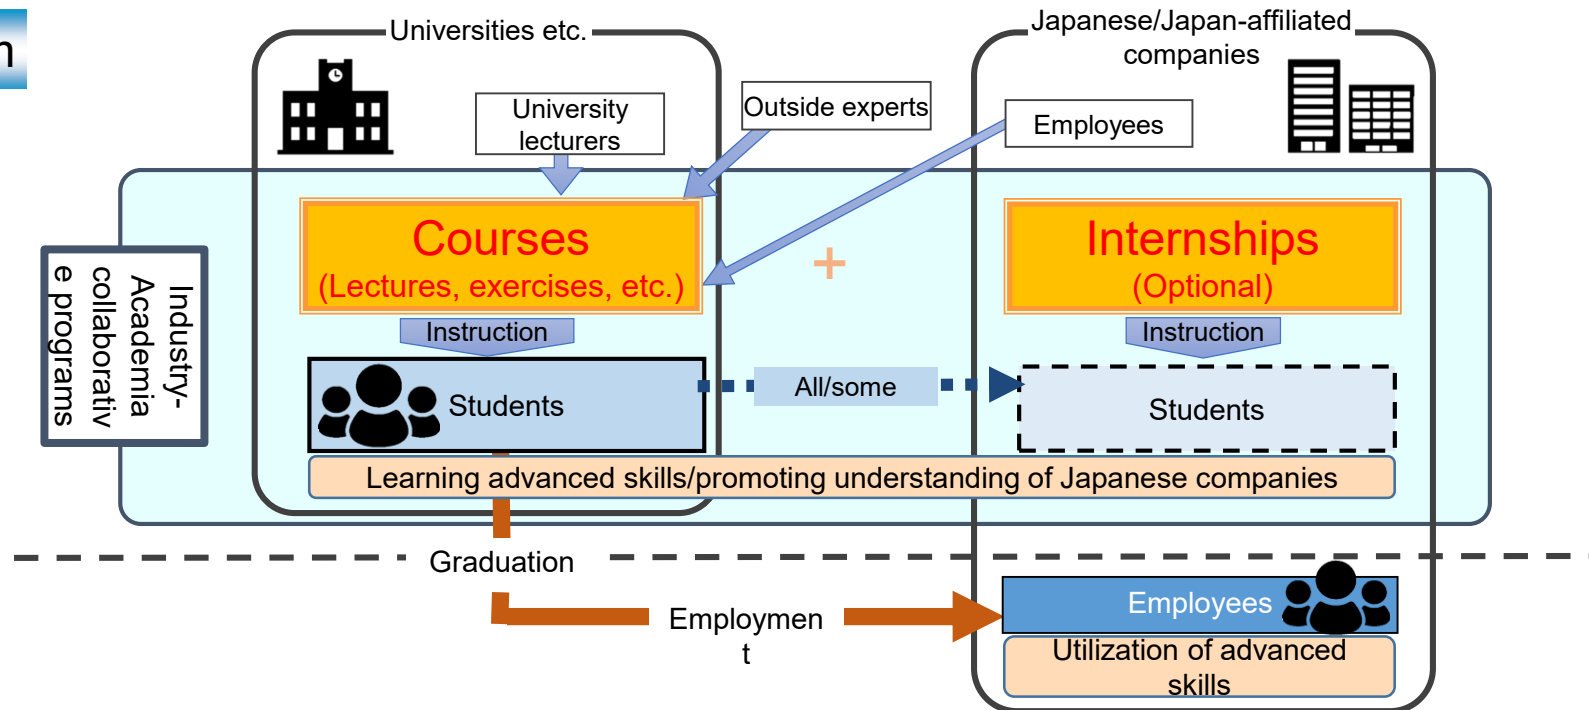 n
Universities etc.
Japanese/Japan-affiliated
companies
University
lecturers
Outside experts
Employees
Industry-
Academia
collaborativ
e programs
Courses
(Lectures, exercises, etc.)
+
Internships
(Optional)
Instruction
Instruction
Students
All/some
Students
Learning advanced skills/promoting understanding of Japanese companies
Graduation
Employmen
t
Employees
Utilization of advanced
skills